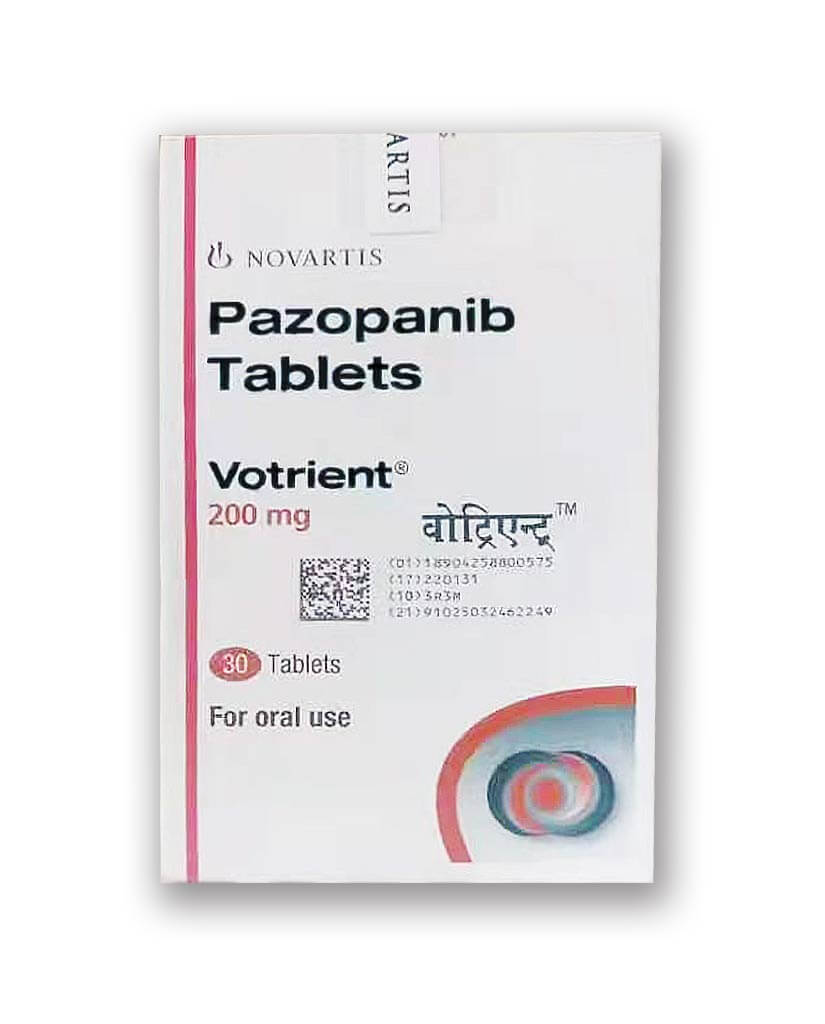 ARTIS
NOVARTIS
Pazopanib
Tablets
Votrient®
200 mg
वोट्रिएन्ट्™
(01)18904258800575
(17)220131
(10)3R3M
(21)91025032462249
30 Tablets
For oral use